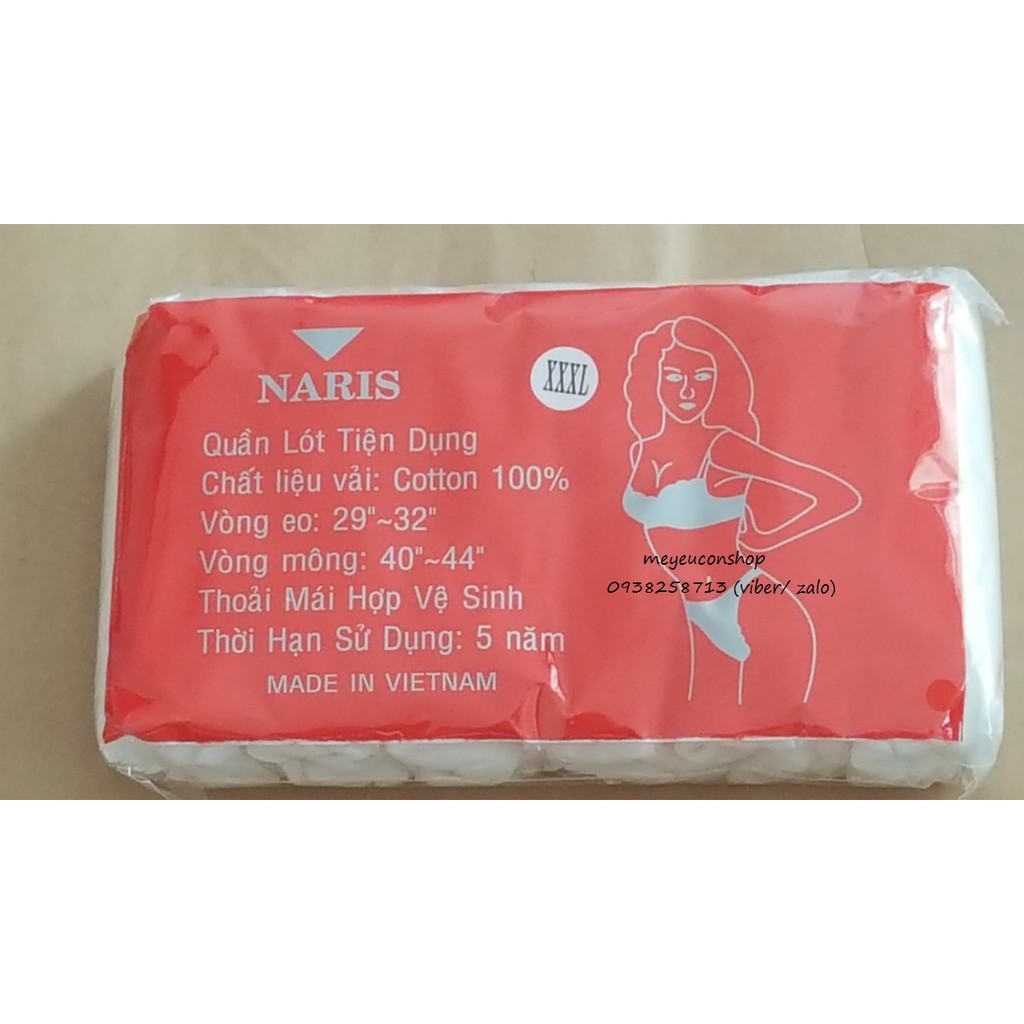 NARIS
XXXL
Quần Lót Tiện Dụng
Chất liệu vải: Cotton 100%
Vòng eo: 29"~32"
Vòng mông: 40"~44"
Thoải Mái Hợp Vệ Sinh
Thời Hạn Sử Dụng: 5 năm
MADE IN VIETNAM
meyeuconshop
0938258713 (viber/ zalo)